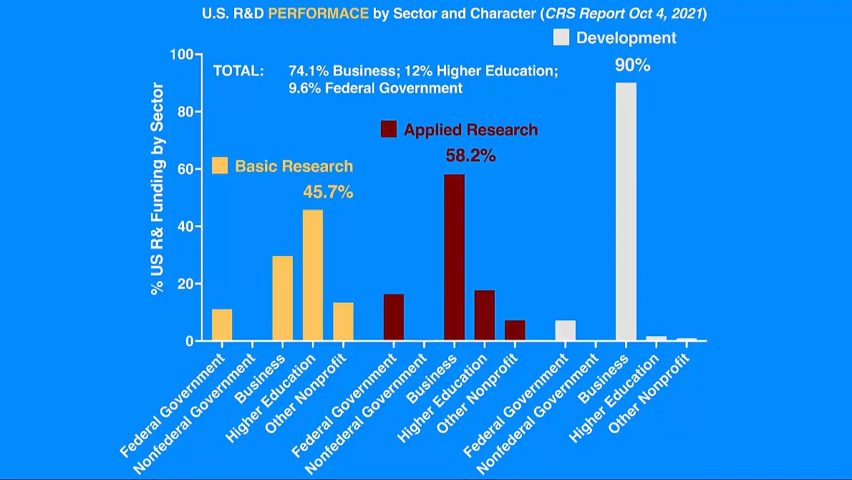 U.S. R&D PERFORMACE by Sector and Character (CRS Report Oct 4, 2021)
Development
TOTAL: 74.1% Business; 12% Higher Education;
9.6% Federal Government
90%
Applied Research
58.2%
Basic Research
45.7%
% US R& Funding by Sector
100
80
60
40
20
0
Federal Government
Nonfederal Government
Business
Higher Education
Other Nonprofit
Federal Government
Nonfederal Government
Business
Higher Education
Other Nonprofit
Federal Government
Nonfederal Government
Business
Higher Education
Other Nonprofit